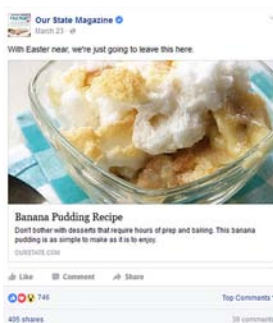 Our State Magazine
March 23 ·
With Easter near, we're just going to leave this here.
Banana Pudding Recipe
Don't bother with desserts that require hours of prep and baking. This banana
pudding is as simple to make as it is to enjoy.
OURSTATE.COM
Like Comment Share
746 Top Comments
405 shares 38 comments